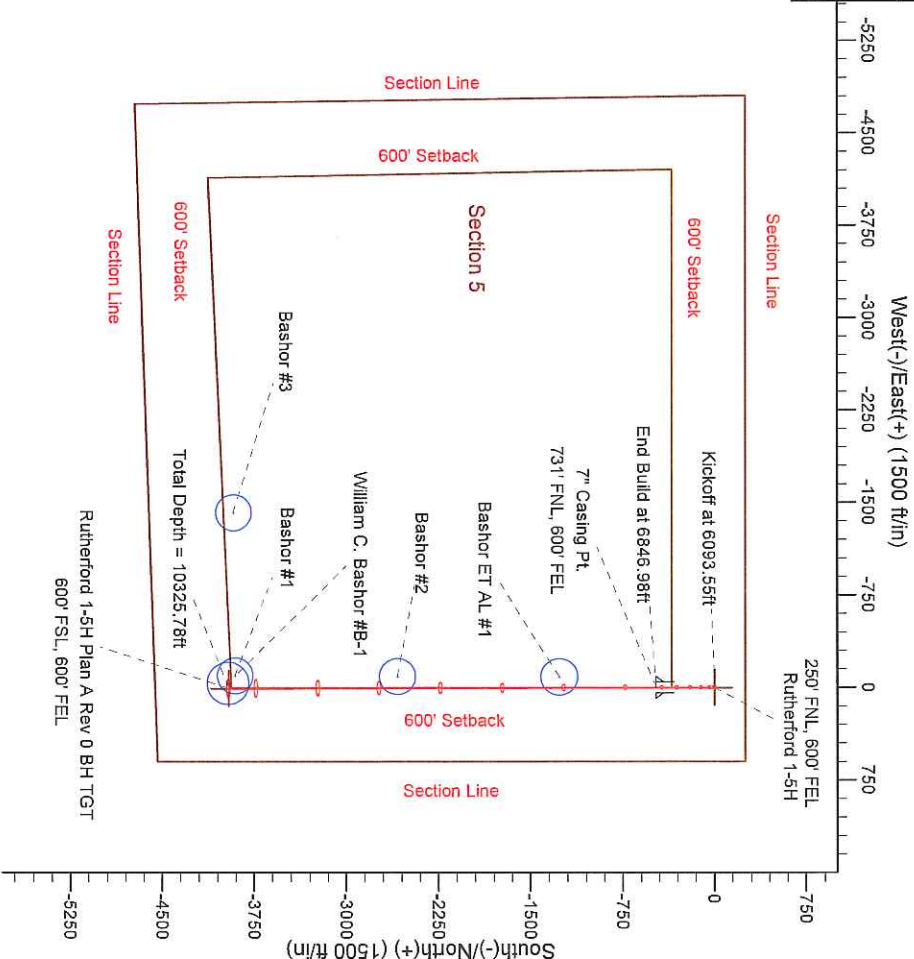 West(-)/East(+) (1500 ft/in)
-5250
-4500
-3750
-3000
-2250
-1500
-750
0
750
250' FNL, 600' FEL
Rutherford 1-5H
Section Line
600' Setback
Kickoff at 6093.55ft
End Build at 6846.98ft
7" Casing Pt.
731' FNL, 600' FEL
Bashor ET AL #1
Section Line
600' Setback
Section 5
Bashor #2
600' Setback
Section Line
William C. Bashor #B-1
Bashor #3
Bashor #1
600' Setback
Total Depth = 10325.78ft
Section Line
Rutherford 1-5H Plan A Rev 0 BH TGT
600' FSL, 600' FEL
South(-)/North(+) (1500 ft/in)
750
0
-750
-1500
-2250
-3000
-3750
-4500
-5250